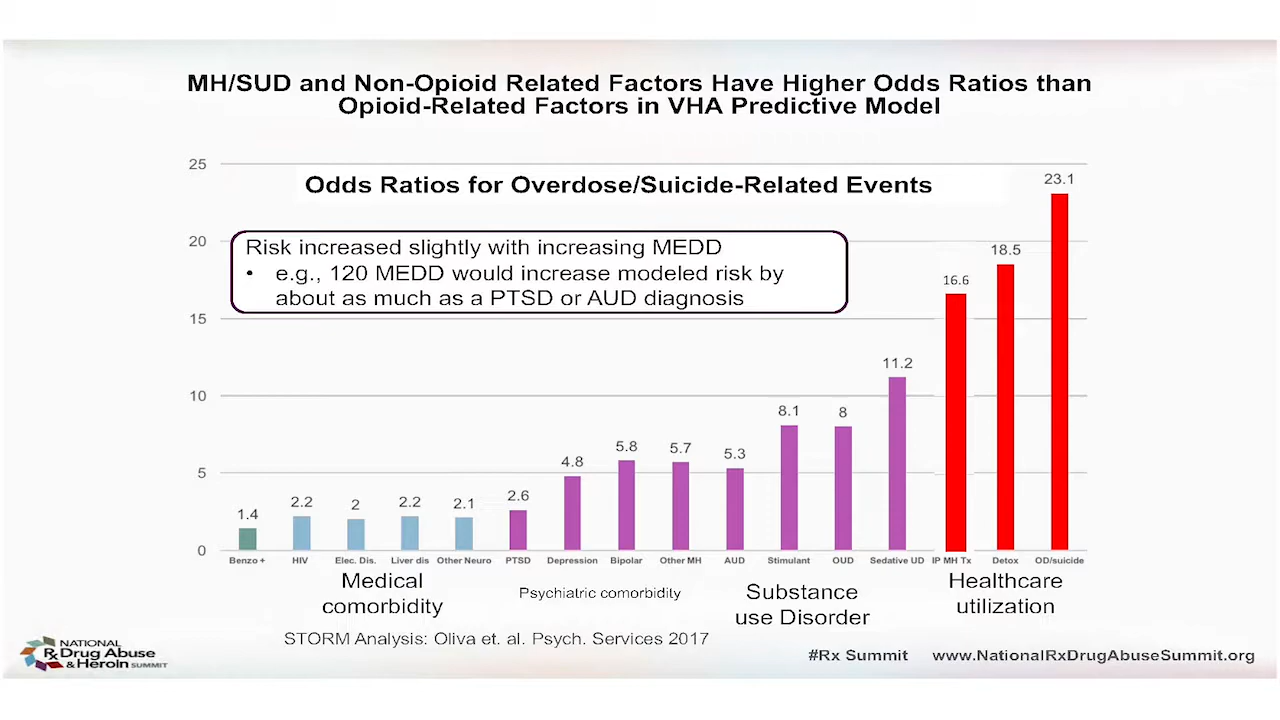 MH/SUD and Non-Opioid Related Factors Have Higher Odds Ratios than
Opioid-Related Factors in VHA Predictive Model
25
Odds Ratios for Overdose/Suicide-Related Events
23.1
20
Risk increased slightly with increasing MEDD
• e.g., 120 MEDD would increase modeled risk by
about as much as a PTSD or AUD diagnosis
18.5
16.6
15
11.2
10
8.1
8
5.8
5.7
5.3
4.8
5
2.6
2.2
2
2.2
2.1
1.4
0
Benzo + HIV Elec. Dis. Liver dis Other Neuro PTSD Depression Bipolar Other MH AUD Stimulant OUD Sedative UD IP MH Tx Detox OD/suicide
Medical
comorbidity
Psychiatric comorbidity
Substance
use Disorder
Healthcare
utilization
STORM Analysis: Oliva et. al. Psych. Services 2017
NATIONAL
Rx Drug Abuse
& Heroin SUMMIT
#Rx Summit www.NationalRxDrugAbuseSummit.org